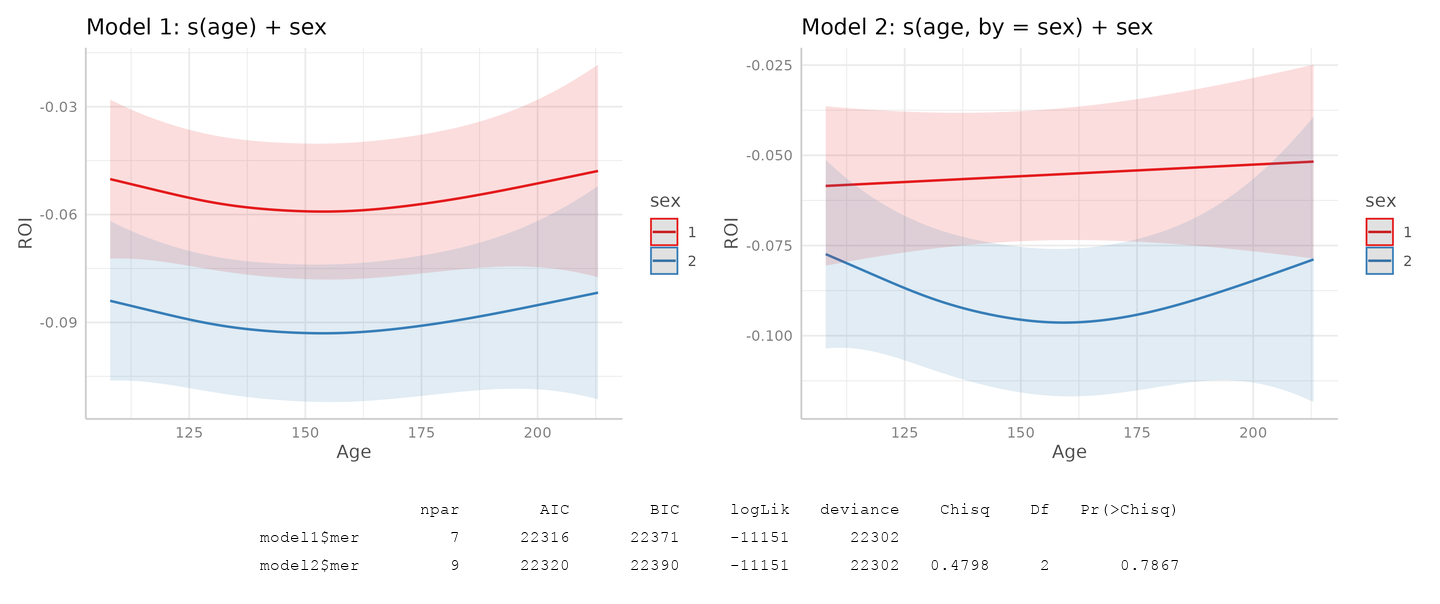 Model 1: s(age) + sex
-0.03
-0.06
-0.09
ROI
125 150 175 200
Age
sex
1
2
Model 2: s(age, by = sex) + sex
-0.025
-0.050
-0.075
-0.100
ROI
125 150 175 200
Age
sex
1
2
npar AIC BIC logLik deviance Chisq Df Pr(>Chisq)
model1$mer 7 22316 22371 -11151 22302
model2$mer 9 22320 22390 -11151 22302 0.4798 2 0.7867